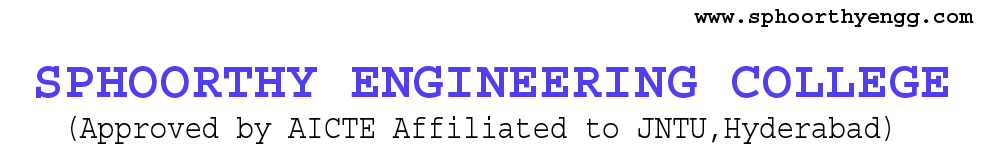 www.sphoorthyengg.com
SPHOORTHY ENGINEERING COLLEGE
(Approved by AICTE Affiliated to JNTU,Hyderabad)